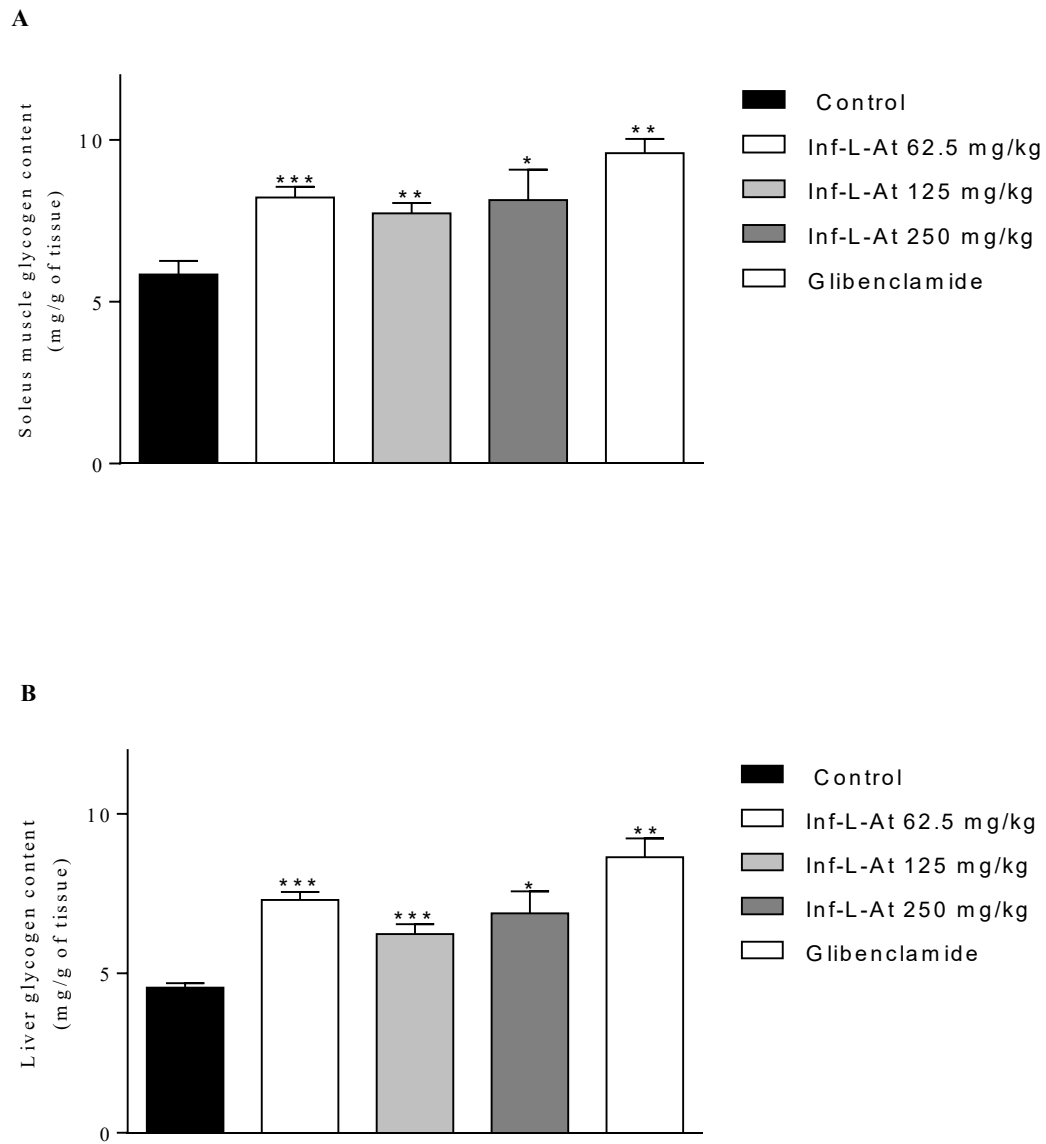 A
Soleus muscle glycogen content
(mg/g of tissue)
10
5
0
***
**
*
**
Control
Inf-L-At 62.5 mg/kg
Inf-L-At 125 mg/kg
Inf-L-At 250 mg/kg
Glibenclamide
B
Liver glycogen content
(mg/g of tissue)
10
5
0
***
***
*
**
Control
Inf-L-At 62.5 mg/kg
Inf-L-At 125 mg/kg
Inf-L-At 250 mg/kg
Glibenclamide